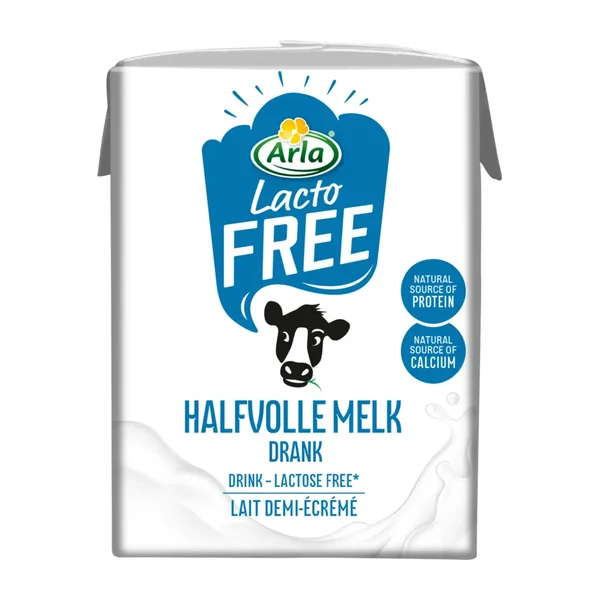 Arla
Lacto
FREE
NATURAL
SOURCE OF
PROTEIN
NATURAL
SOURCE OF
CALCIUM
HALFVOLLE MELK
DRANK
DRINK – LACTOSE FREE*
LAIT DEMI-ÉCRÉMÉ